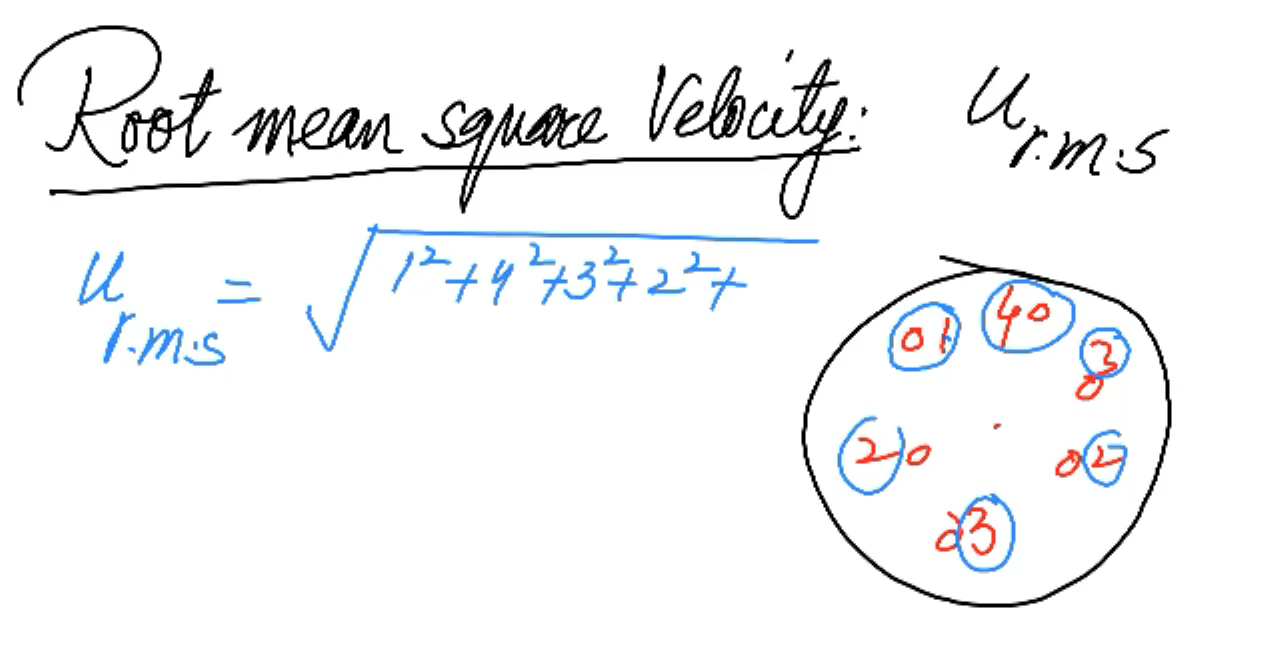 Root mean square Velocity: U r.m.s
U r.m.s = √1²+4²+3²+2²+
01 40 3
0
20 02
03